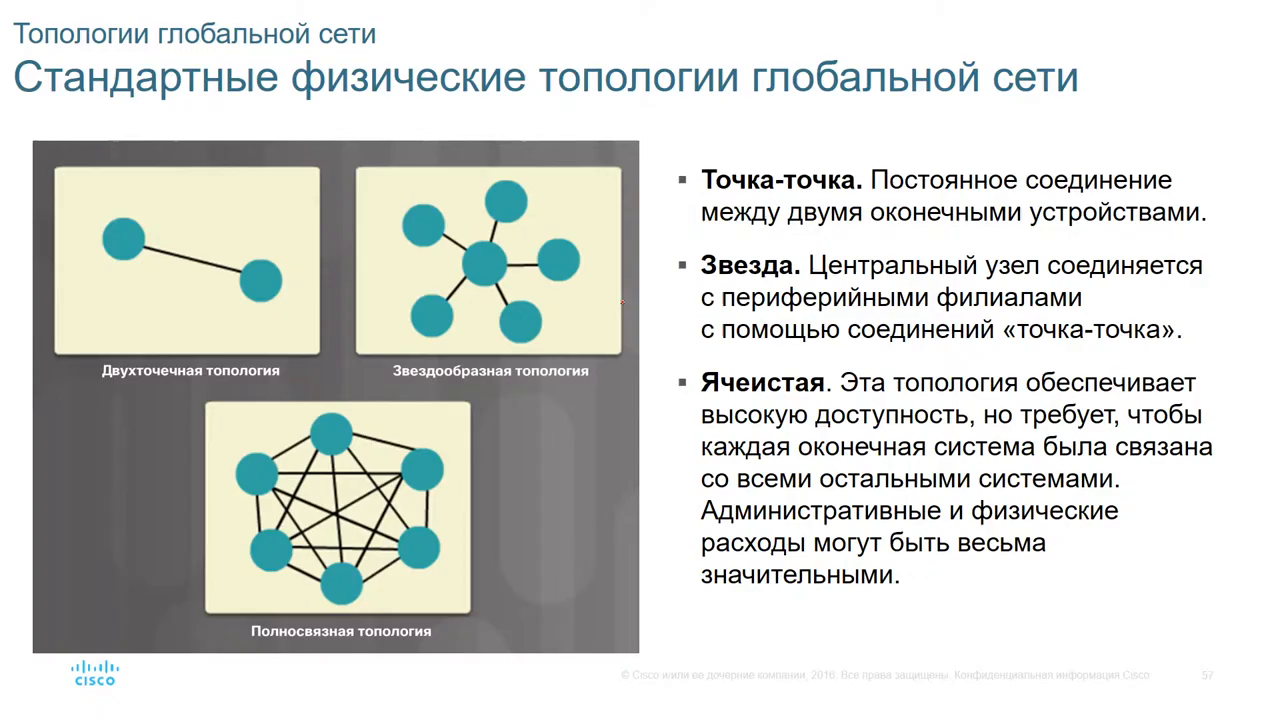 Топологии глобальной сети
Стандартные физические топологии глобальной сети
Двухточечная топология
Звездообразная топология
Полносвязная топология
▪ Точка-точка. Постоянное соединение
между двумя оконечными устройствами.
▪ Звезда. Центральный узел соединяется
с периферийными филиалами
с помощью соединений «точка-точка».
▪ Ячеистая. Эта топология обеспечивает
высокую доступность, но требует, чтобы
каждая оконечная система была связана
со всеми остальными системами.
Административные и физические
расходы могут быть весьма
значительными.
CISCO
© Cisco и/или ее дочерние компании, 2016. Все права защищены. Конфиденциальная информация Cisco
57